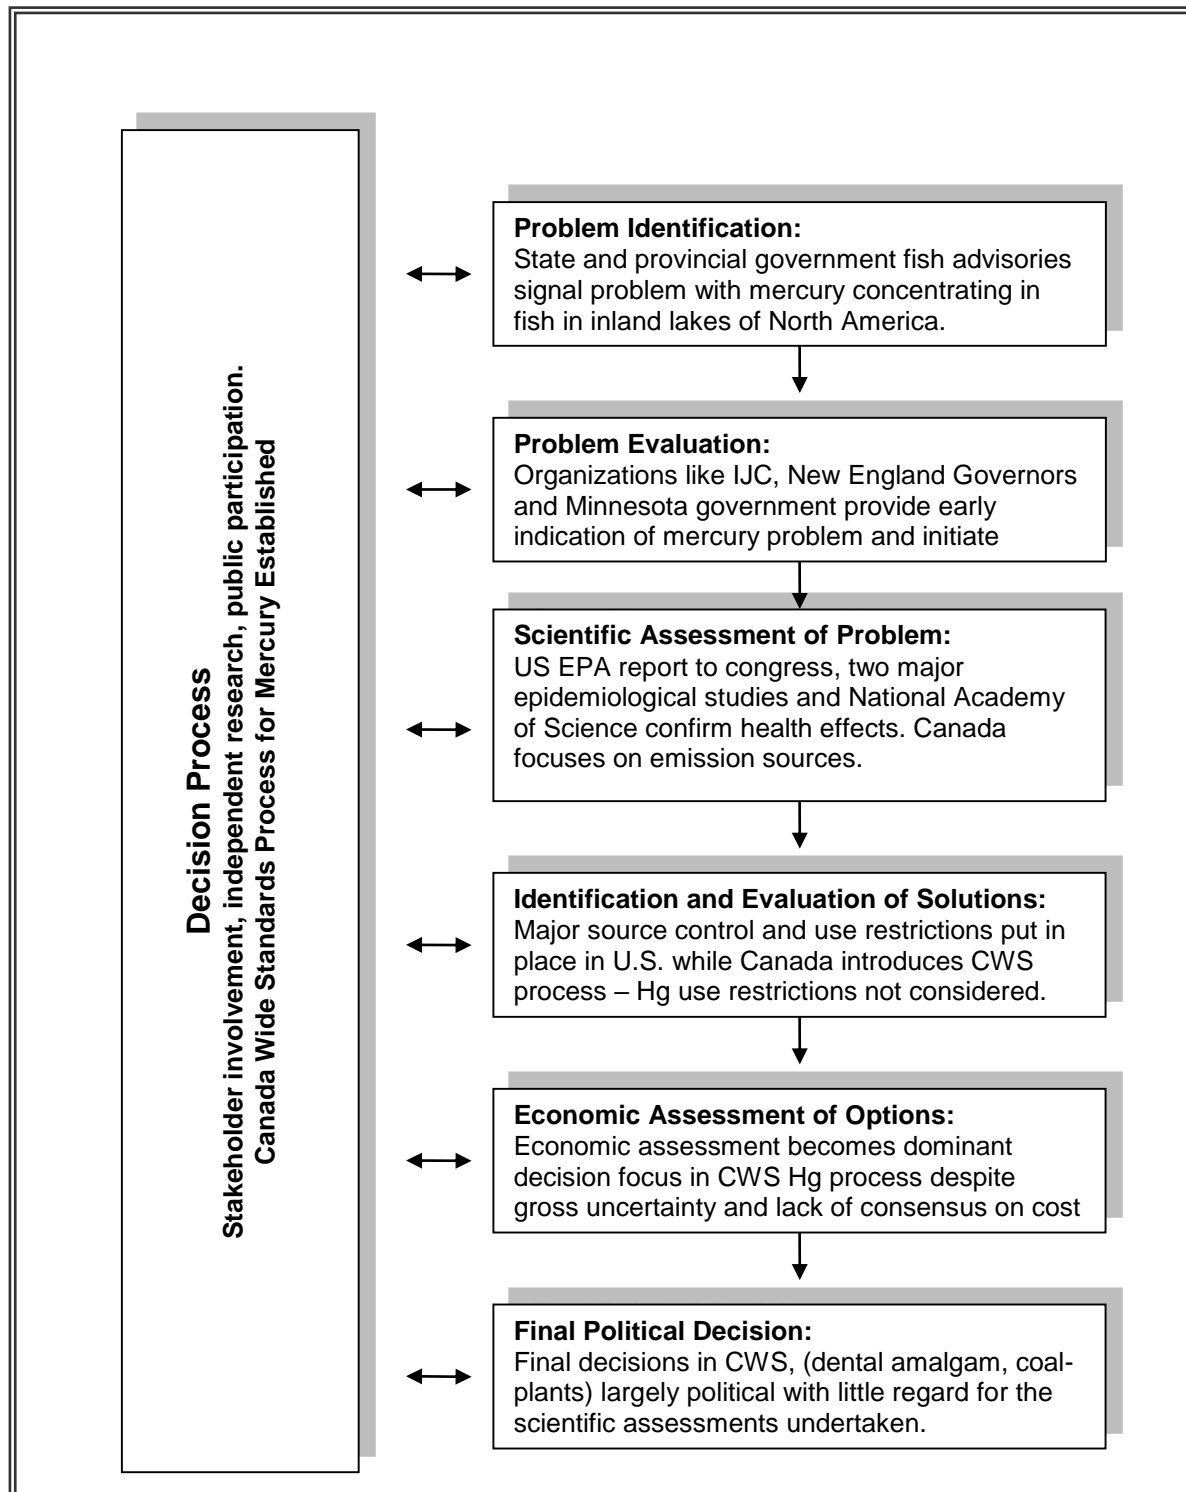 Decision Process
Stakeholder involvement, independent research, public participation.
Canada Wide Standards Process for Mercury Established
Problem Identification:
State and provincial government fish advisories
signal problem with mercury concentrating in
fish in inland lakes of North America.
Problem Evaluation:
Organizations like IJC, New England Governors
and Minnesota government provide early
indication of mercury problem and initiate
Scientific Assessment of Problem:
US EPA report to congress, two major
epidemiological studies and National Academy
of Science confirm health effects. Canada
focuses on emission sources.
Identification and Evaluation of Solutions:
Major source control and use restrictions put in
place in U.S. while Canada introduces CWS
process – Hg use restrictions not considered.
Economic Assessment of Options:
Economic assessment becomes dominant
decision focus in CWS Hg process despite
gross uncertainty and lack of consensus on cost
Final Political Decision:
Final decisions in CWS, (dental amalgam, coal-
plants) largely political with little regard for the
scientific assessments undertaken.